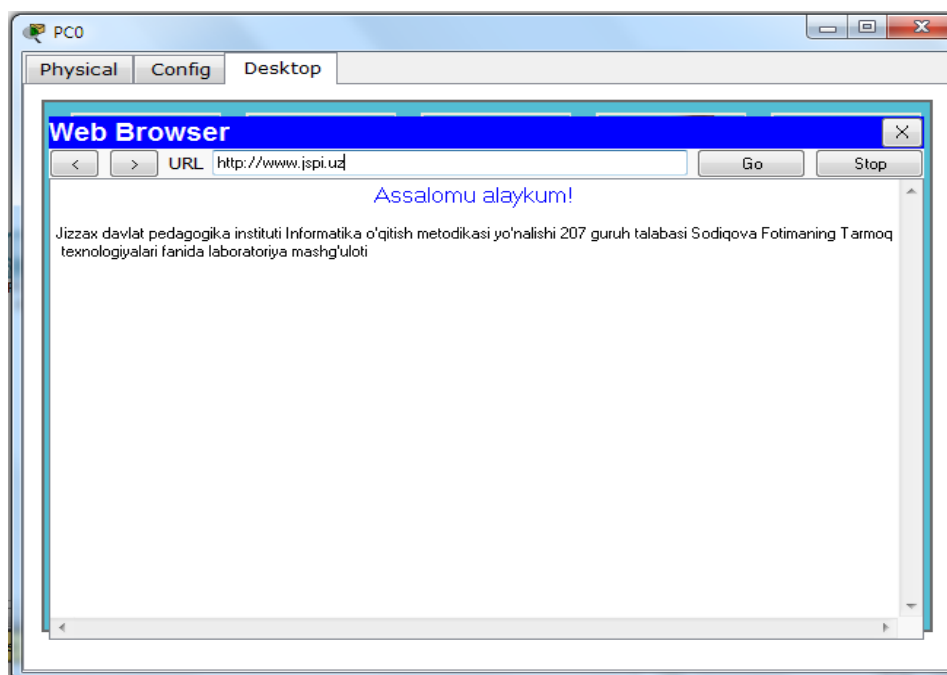 PC0
Physical Config Desktop
Web Browser
< > URL http://www.jspi.uz Go Stop
Assalomu alaykum!
Jizzax davlat pedagogika instituti Informatika o'qitish metodikasi yo'nalishi 207 guruh talabasi Sodiqova Fotimaning Tarmoq
texnologiyalari fanida laboratoriya mashg'uloti